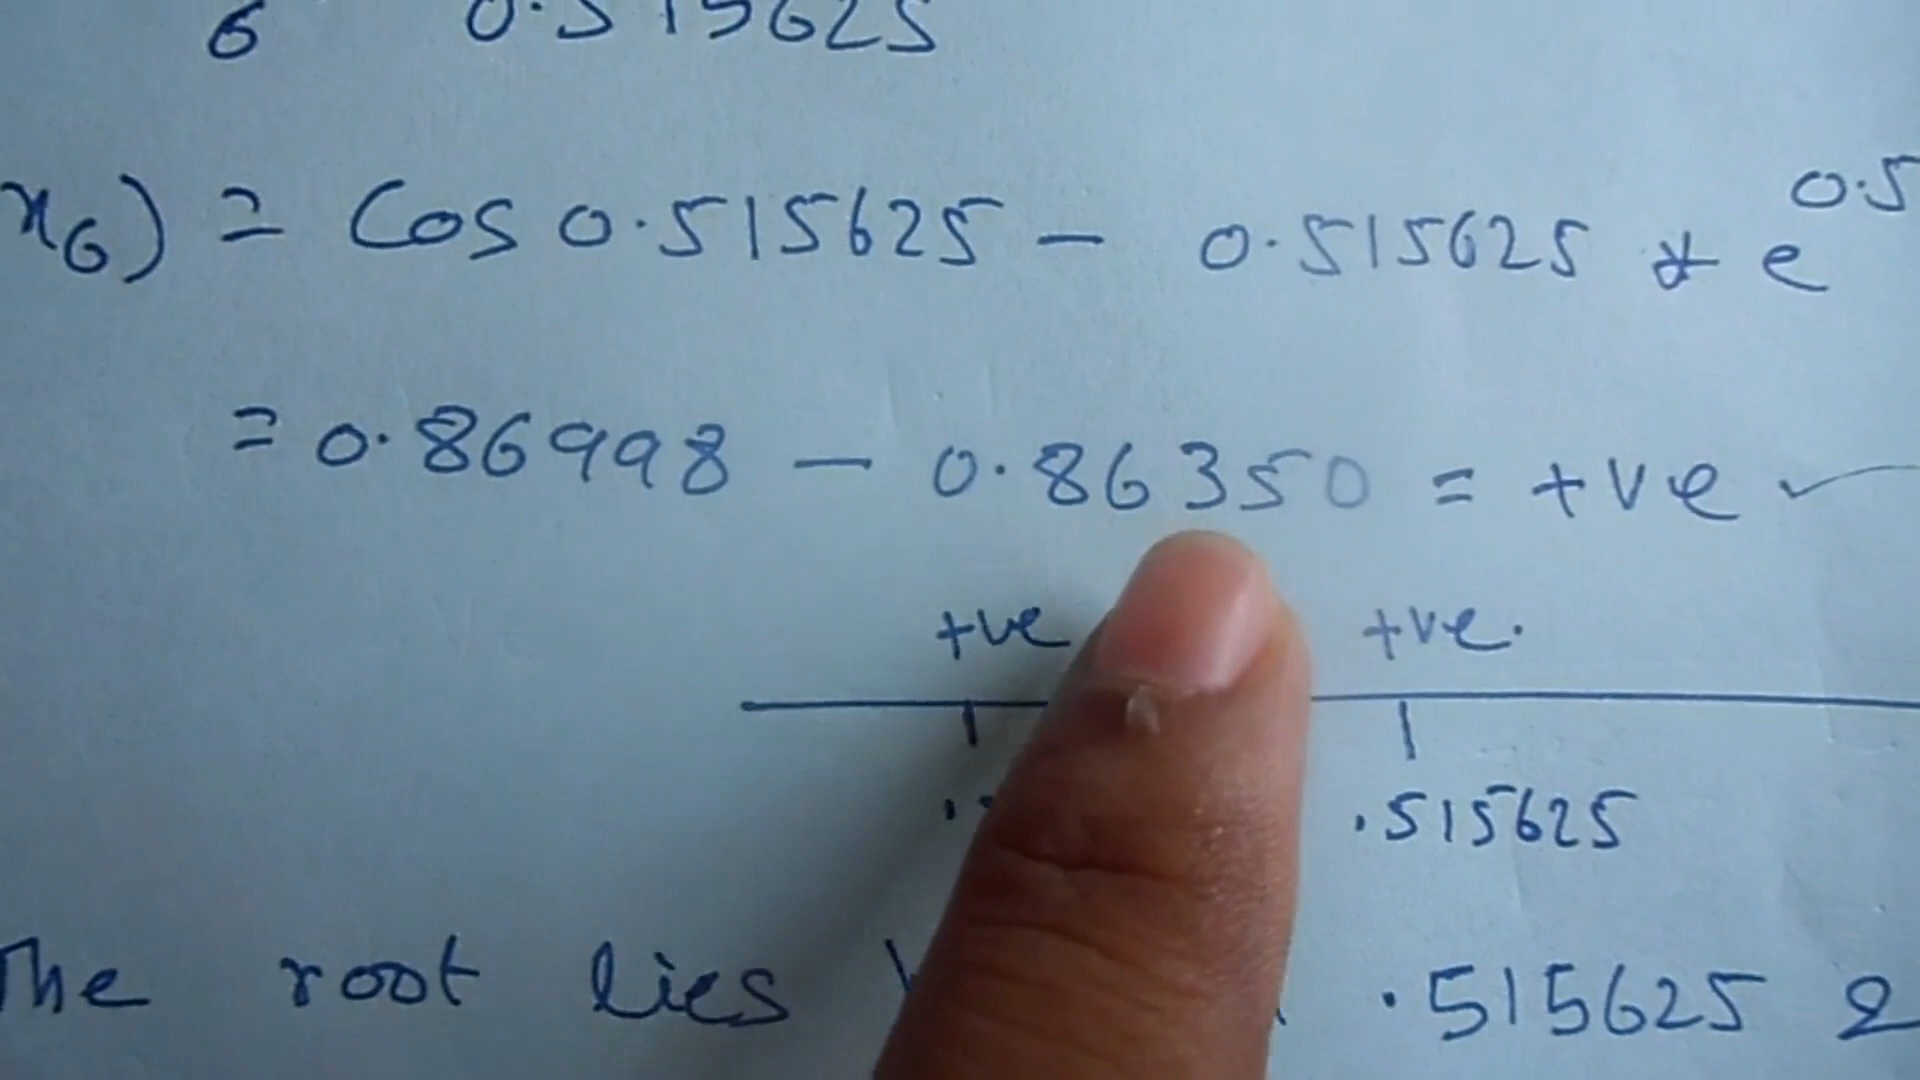 6 0.515625
x6) = Cos 0.515625 - 0.515625 * e^0.5
= 0.86998 - 0.86350 = +ve ✓
+ve +ve.
.515625
The root lies .515625 &